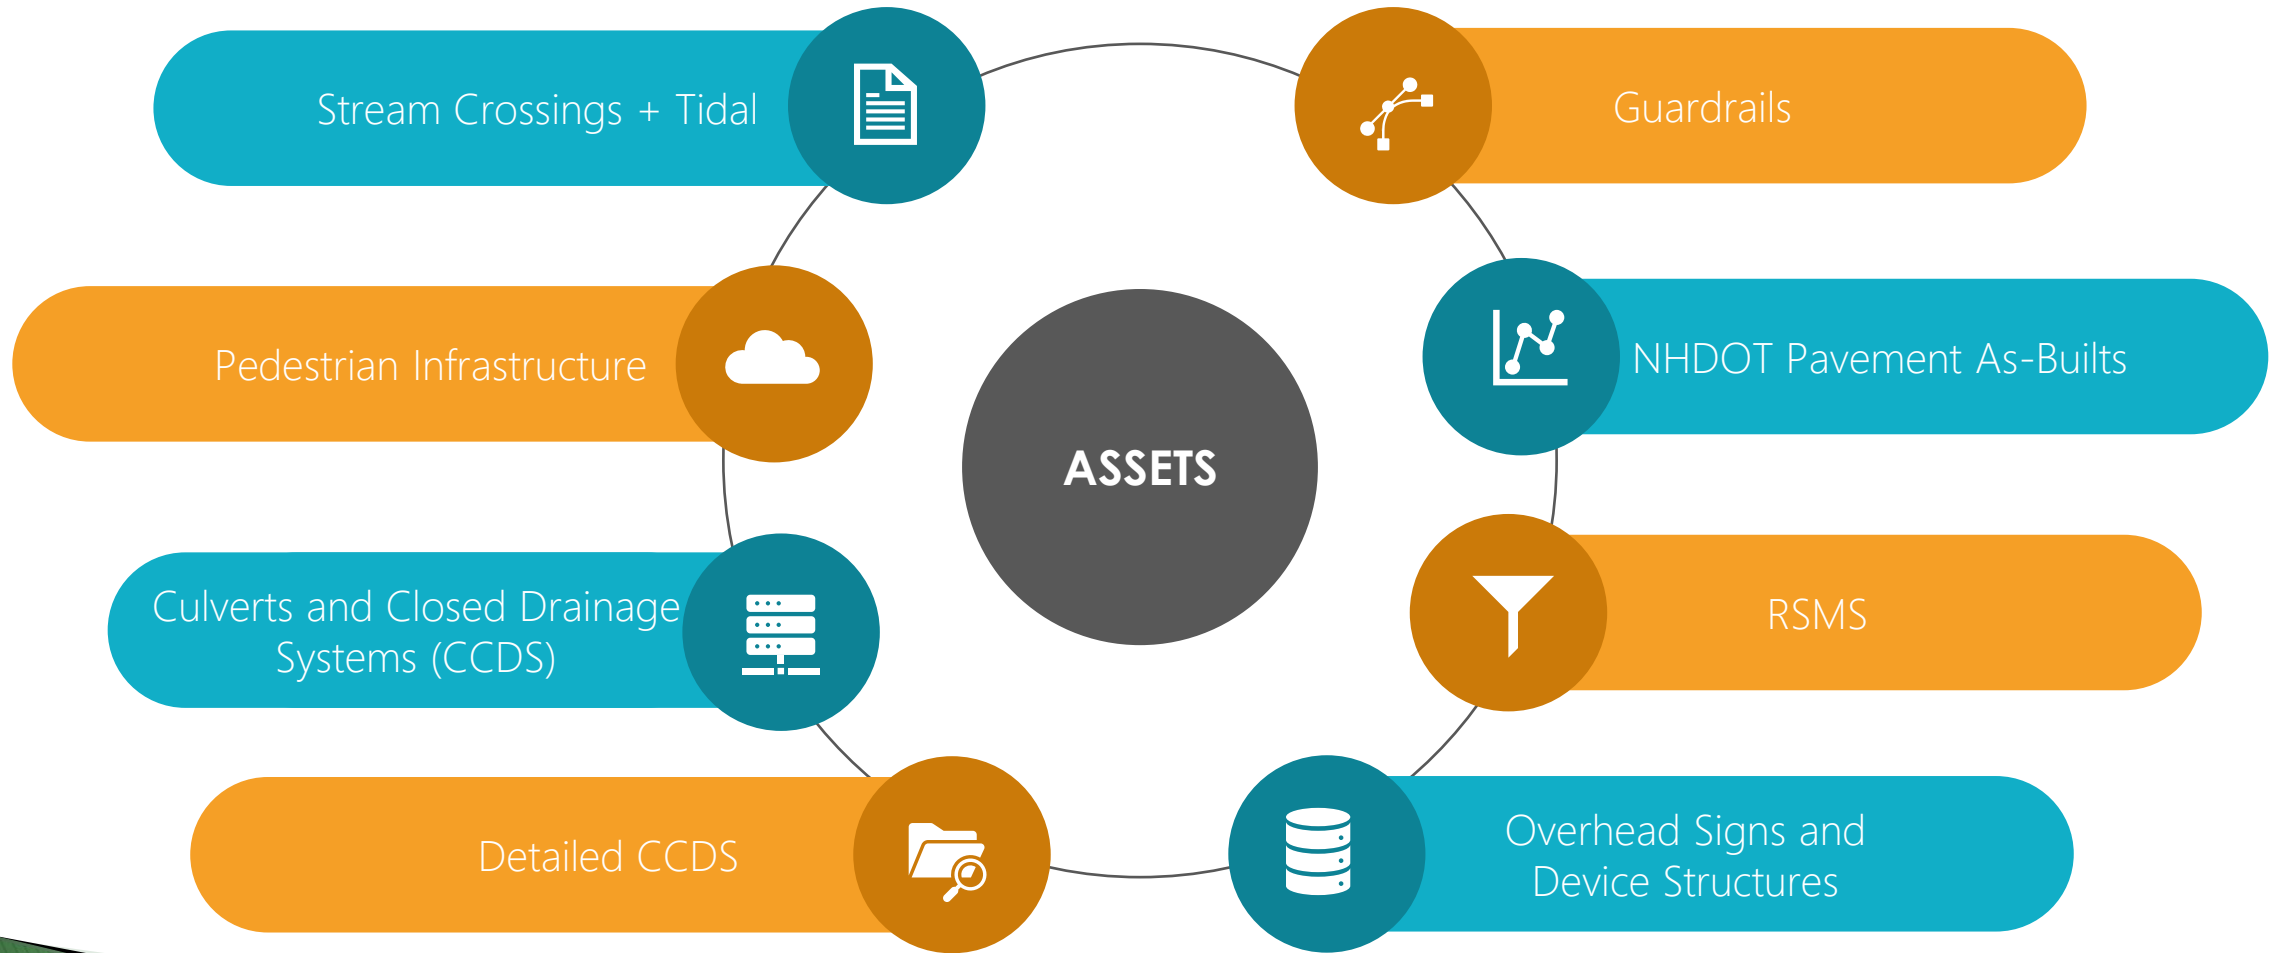 Stream Crossings + Tidal
Guardrails
Pedestrian Infrastructure
NHDOT Pavement As-Builts
ASSETS
Culverts and Closed Drainage
Systems (CCDS)
RSMS
Detailed CCDS
Overhead Signs and
Device Structures